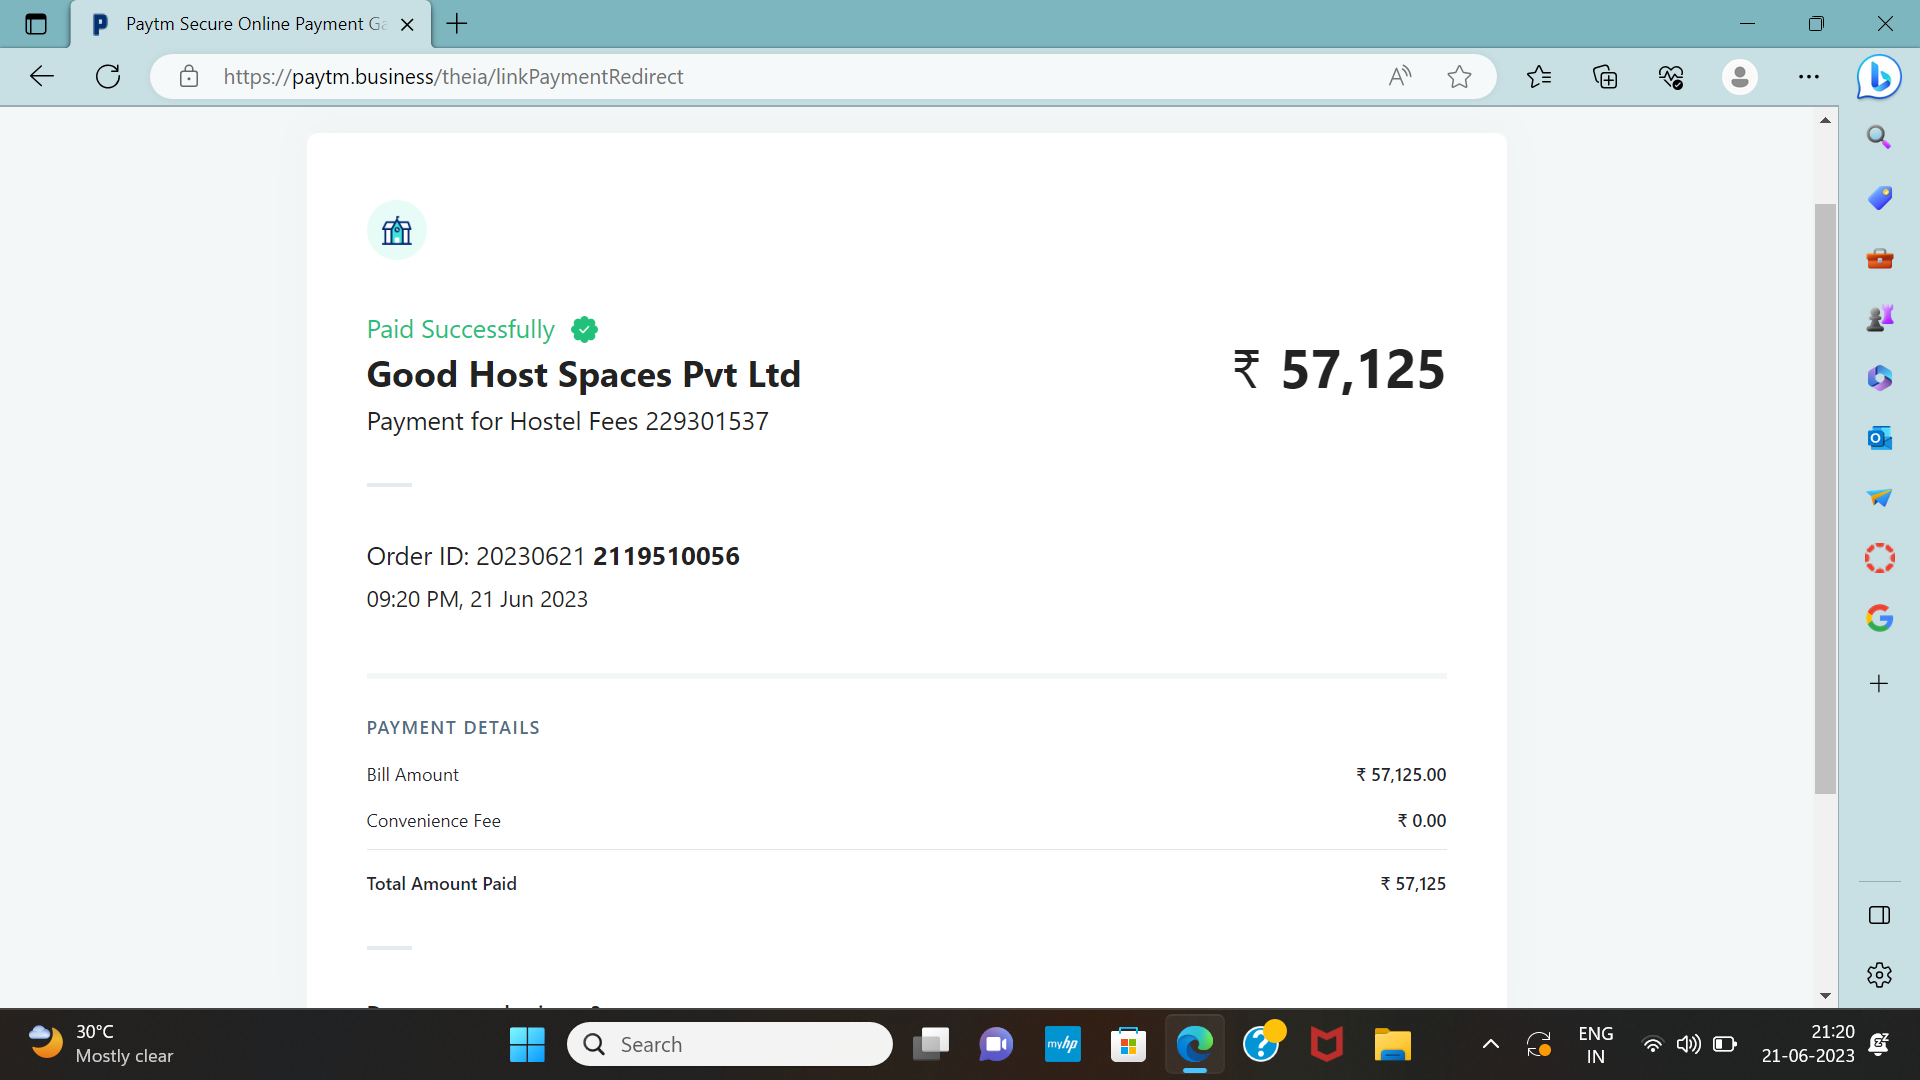 Paytm Secure Online Payment Ga
https://paytm.business/theia/linkPaymentRedirect
Paid Successfully
Good Host Spaces Pvt Ltd
₹ 57,125
Payment for Hostel Fees 229301537
Order ID: 20230621 2119510056
09:20 PM, 21 Jun 2023
PAYMENT DETAILS
Bill Amount ₹ 57,125.00
Convenience Fee ₹ 0.00
Total Amount Paid ₹ 57,125
30°C
Mostly clear
Search
myhp
ENG
IN
21:20
21-06-2023